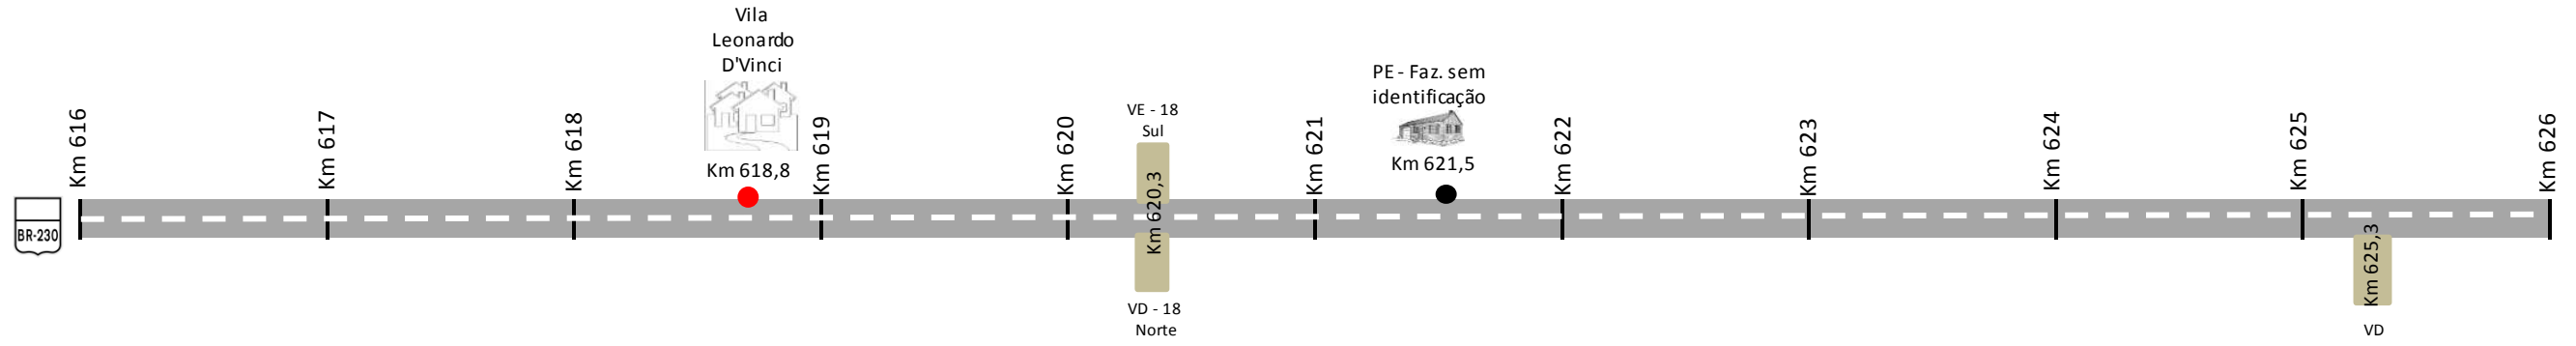 Vila
Leonardo
D'Vinci
Km 618,8
PE - Faz. sem
identificação
Km 621,5
VE - 18
Sul
Km 616
Km 617
Km 618
Km 619
Km 620
Km 620,3
Km 621
Km 622
Km 623
Km 624
Km 625
Km 626
BR-230
Km 625,3
VD - 18
Norte
VD